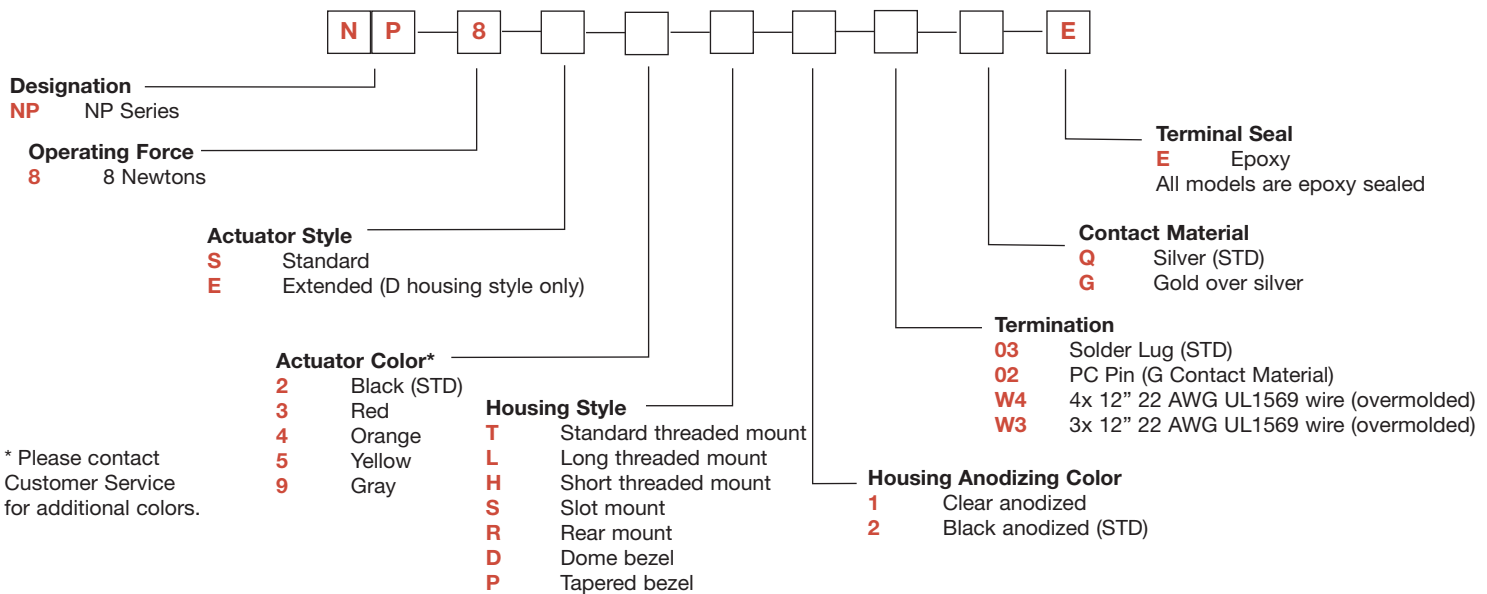 N P 8 E
Designation
NP NP Series
Operating Force
8 8 Newtons
Actuator Style
S Standard
E Extended (D housing style only)
Actuator Color*
2 Black (STD)
3 Red
4 Orange
5 Yellow
9 Gray
* Please contact
Customer Service
for additional colors.
Housing Style
T Standard threaded mount
L Long threaded mount
H Short threaded mount
S Slot mount
R Rear mount
D Dome bezel
P Tapered bezel
Housing Anodizing Color
1 Clear anodized
2 Black anodized (STD)
Termination
03 Solder Lug (STD)
02 PC Pin (G Contact Material)
W4 4x 12” 22 AWG UL1569 wire (overmolded)
W3 3x 12” 22 AWG UL1569 wire (overmolded)
Contact Material
Q Silver (STD)
G Gold over silver
Terminal Seal
E Epoxy
All models are epoxy sealed